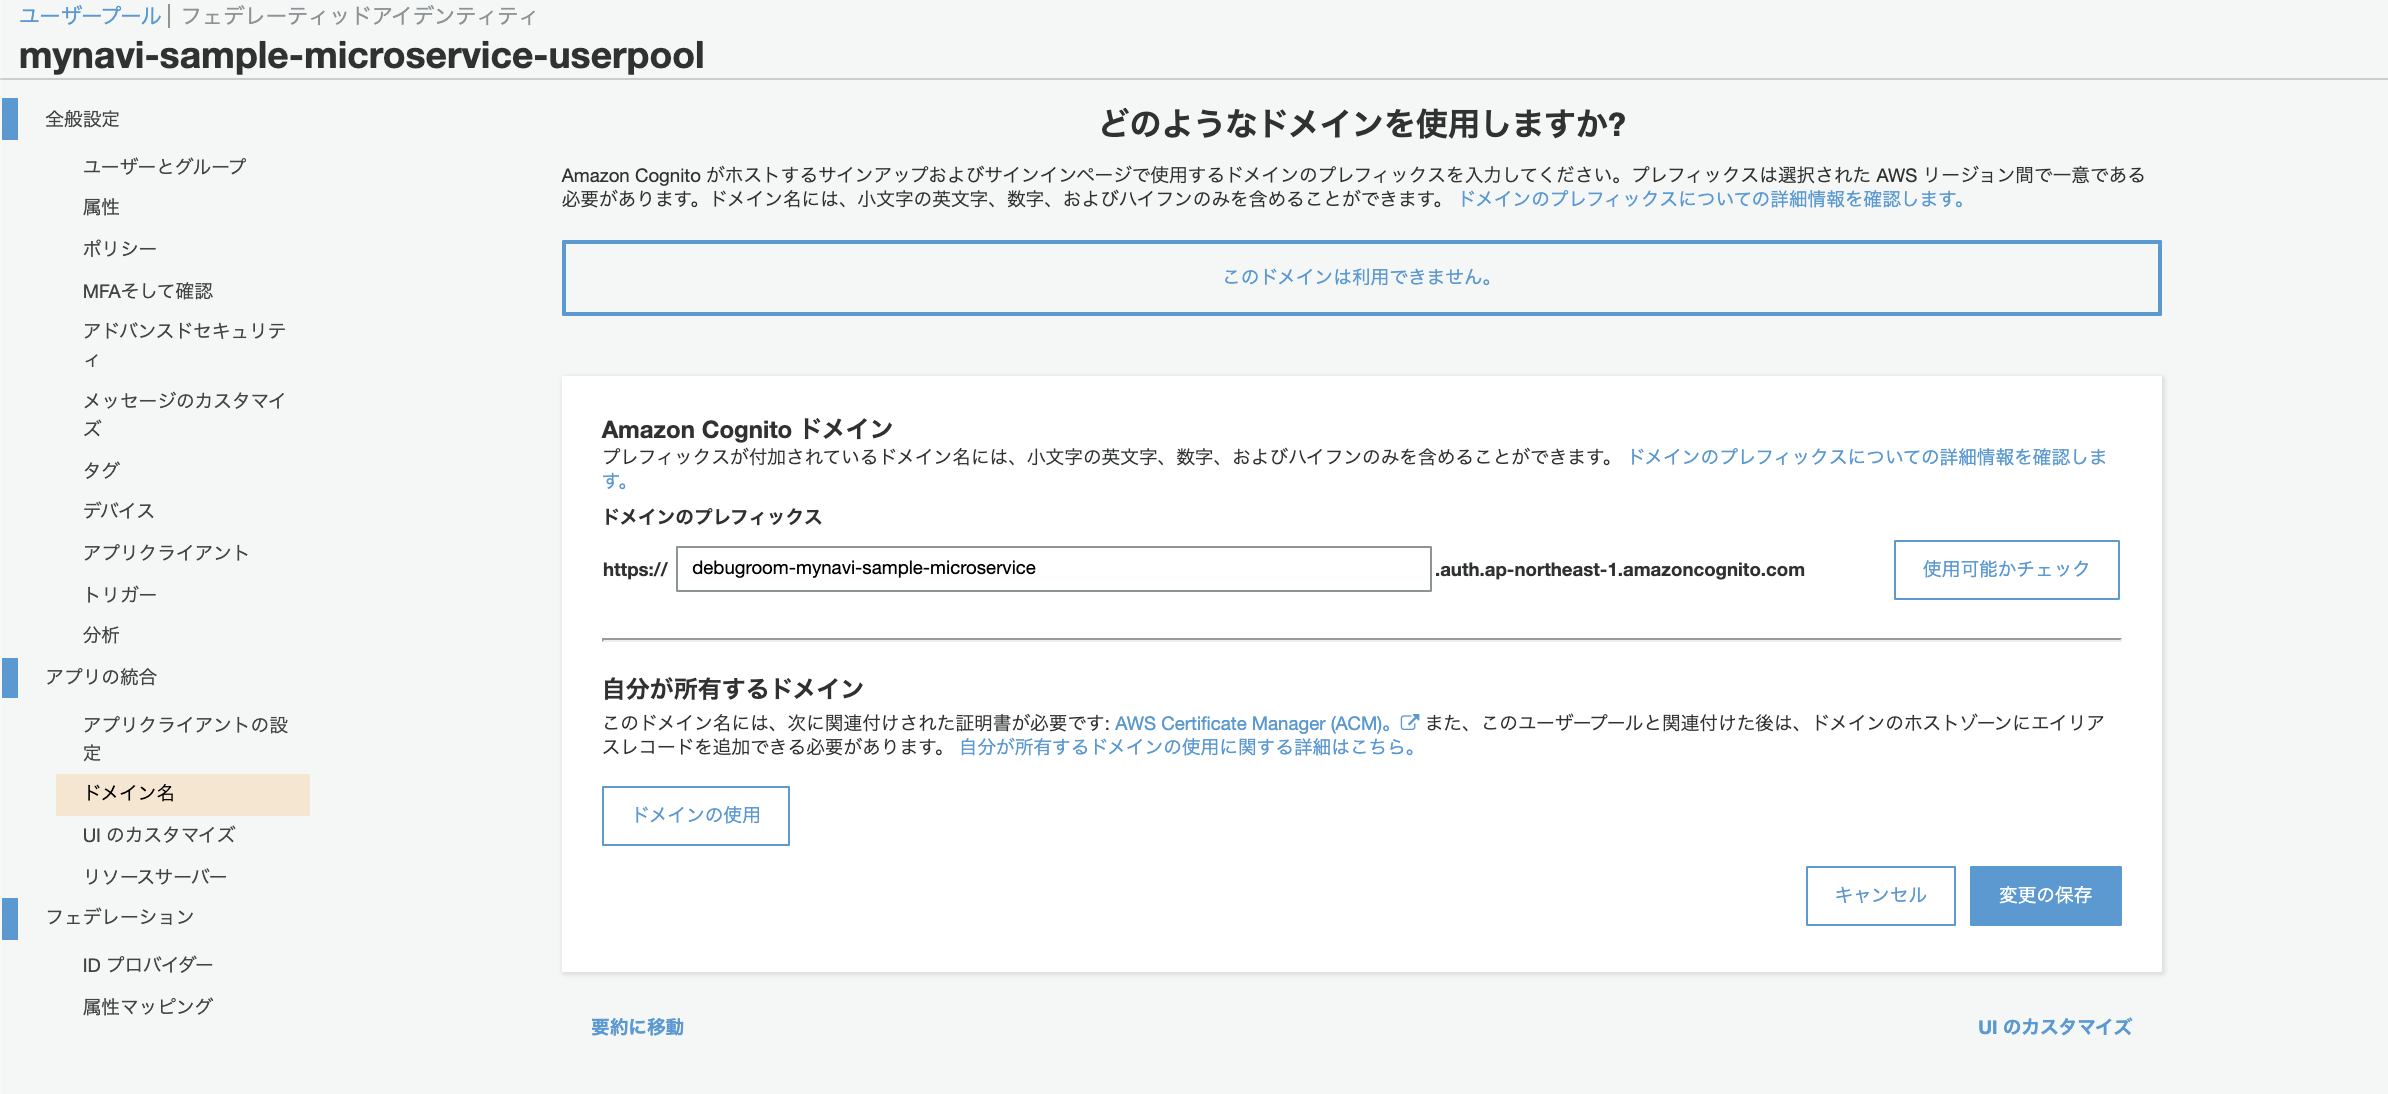 ユーザープール | フェデレーティッドアイデンティティ
mynavi-sample-microservice-userpool
全般設定
ユーザーとグループ
属性
ポリシー
MFAそして確認
アドバンスドセキュリテ
ィ
メッセージのカスタマイ
ズ
タグ
デバイス
アプリクライアント
トリガー
分析
アプリの統合
アプリクライアントの設
定
ドメイン名
UI のカスタマイズ
リソースサーバー
フェデレーション
ID プロバイダー
属性マッピング
どのようなドメインを使用しますか?
Amazon Cognito がホストするサインアップおよびサインインページで使用するドメインのプレフィックスを入力してください。プレフィックスは選択された AWS リージョン間で一意である
必要があります。ドメイン名には、小文字の英文字、数字、およびハイフンのみを含めることができます。 ドメインのプレフィックスについての詳細情報を確認します。
このドメインは利用できません。
Amazon Cognito ドメイン
プレフィックスが付加されているドメイン名には、小文字の英文字、数字、およびハイフンのみを含めることができます。 ドメインのプレフィックスについての詳細情報を確認しま
す。
ドメインのプレフィックス
https:// debugroom-mynavi-sample-microservice .auth.ap-northeast-1.amazoncognito.com 使用可能かチェック
自分が所有するドメイン
このドメイン名には、次に関連付けされた証明書が必要です: AWS Certificate Manager (ACM)。 また、このユーザープールと関連付けた後は、ドメインのホストゾーンにエイリア
スレコードを追加できる必要があります。 自分が所有するドメインの使用に関する詳細はこちら。
ドメインの使用
キャンセル 変更の保存
要約に移動 UI のカスタマイズ